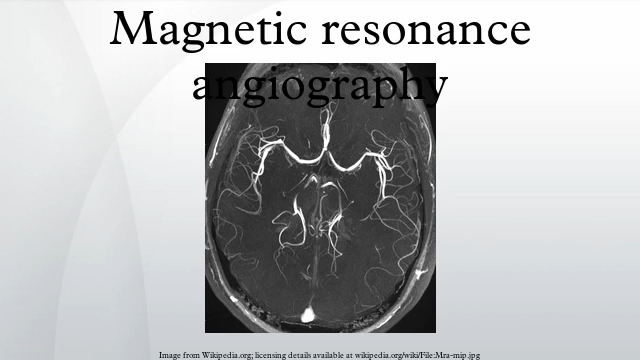 Magnetic resonance
angiography
Image from Wikipedia.org; licensing details available at wikipedia.org/wiki/File:Mra-mip.jpg